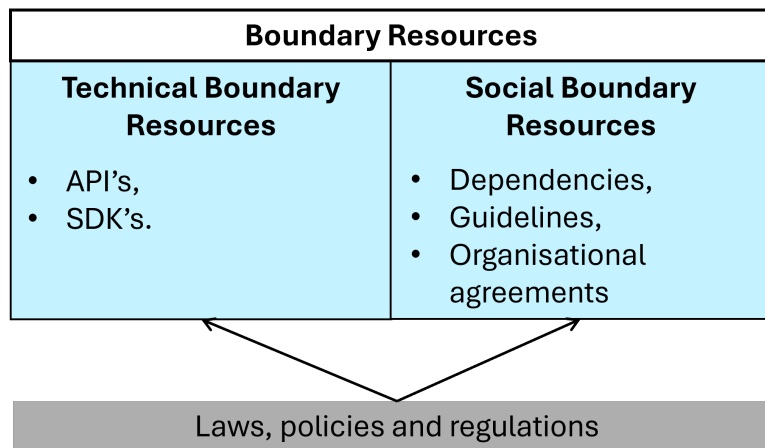 Boundary Resources
Technical Boundary
Resources
• API's,
• SDK's.
Social Boundary
Resources
• Dependencies,
• Guidelines,
• Organisational
agreements
Laws, policies and regulations